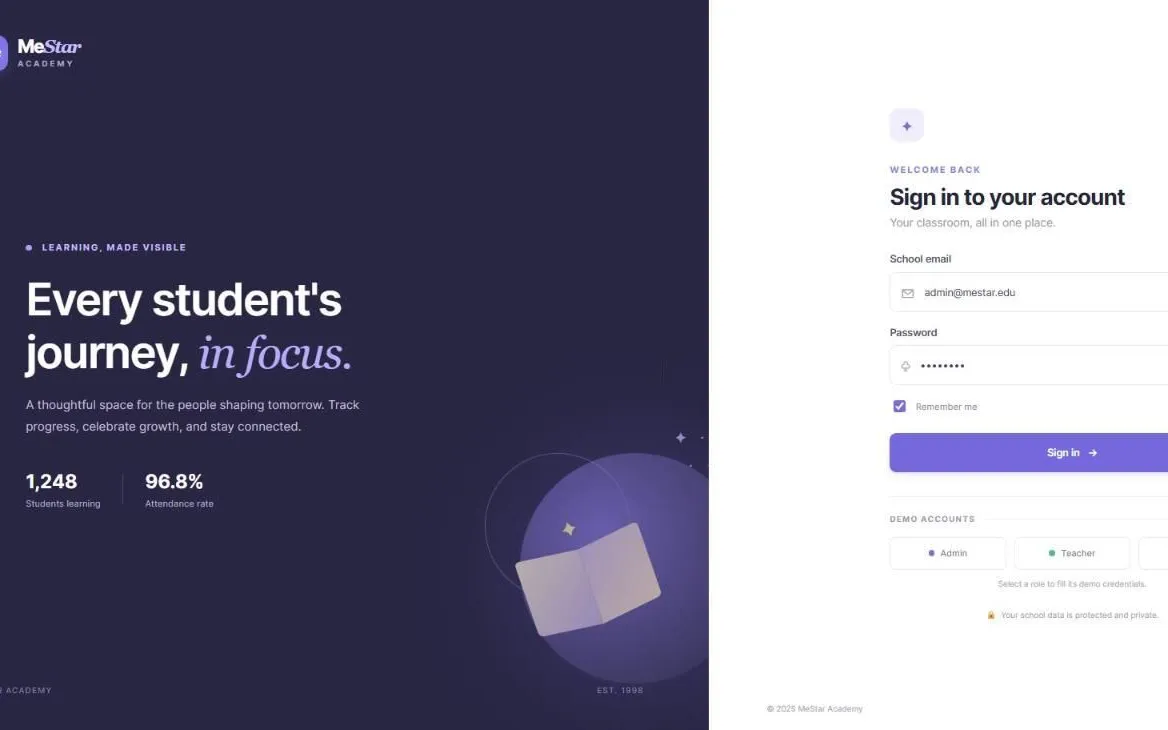 MeStar
ACADEMY
LEARNING, MADE VISIBLE
Every student's
journey, in focus.
A thoughtful space for the people shaping tomorrow. Track
progress, celebrate growth, and stay connected.
1,248
Students learning
96.8%
Attendance rate
ACADEMY
EST. 1998
WELCOME BACK
Sign in to your account
Your classroom, all in one place.
School email
admin@mestar.edu
Password
••••••••
Remember me
Sign in →
DEMO ACCOUNTS
Admin
Teacher
Select a role to fill its demo credentials.
Your school data is protected and private.
© 2025 MeStar Academy